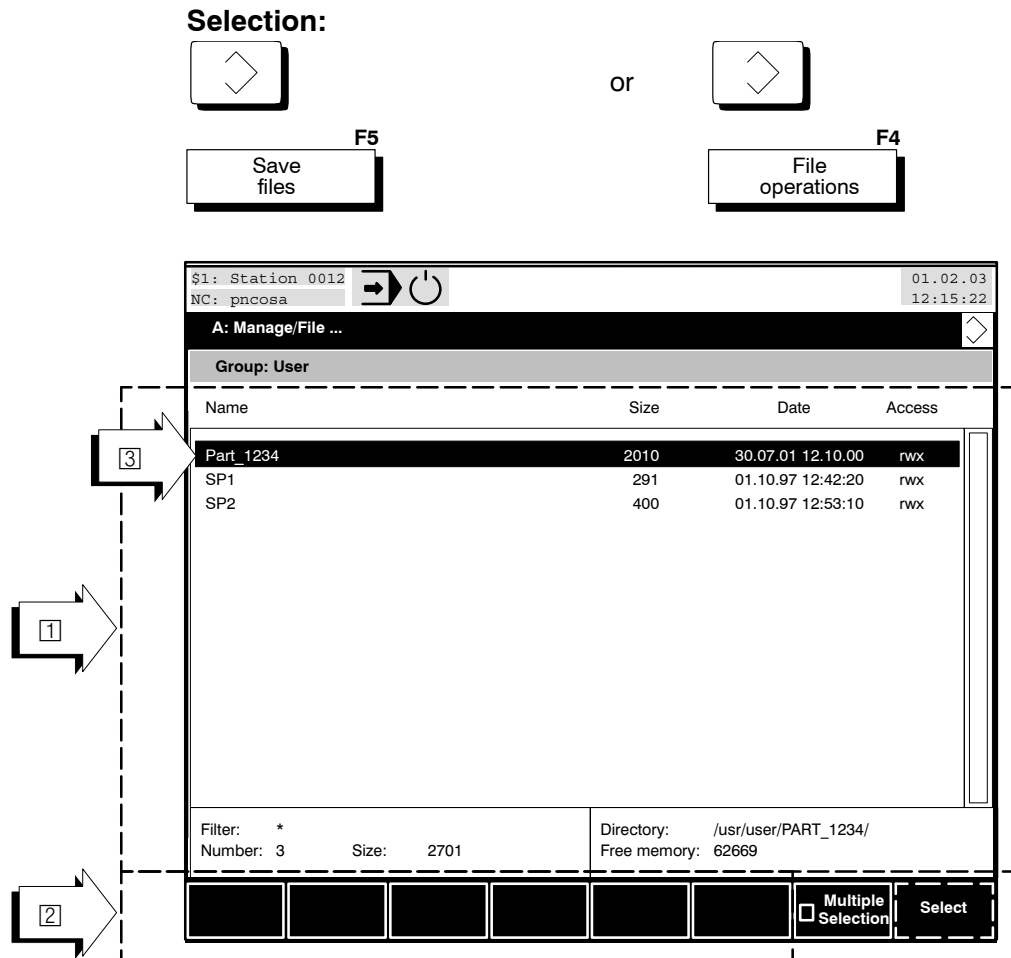 Selection:
or
F5
F4
Save
files
File
operations
$1: Station 0012
01.02.03
NC: pncosa
12:15:22
A: Manage/File ...
Group: User
Name Size Date Access
3
Part_1234 2010 30.07.01 12.10.00 rwx
SP1 291 01.10.97 12:42:20 rwx
SP2 400 01.10.97 12:53:10 rwx
1
Filter: * Directory: /usr/user/PART_1234/
Number: 3 Size: 2701 Free memory: 62669
2
Multiple
Selection
Select